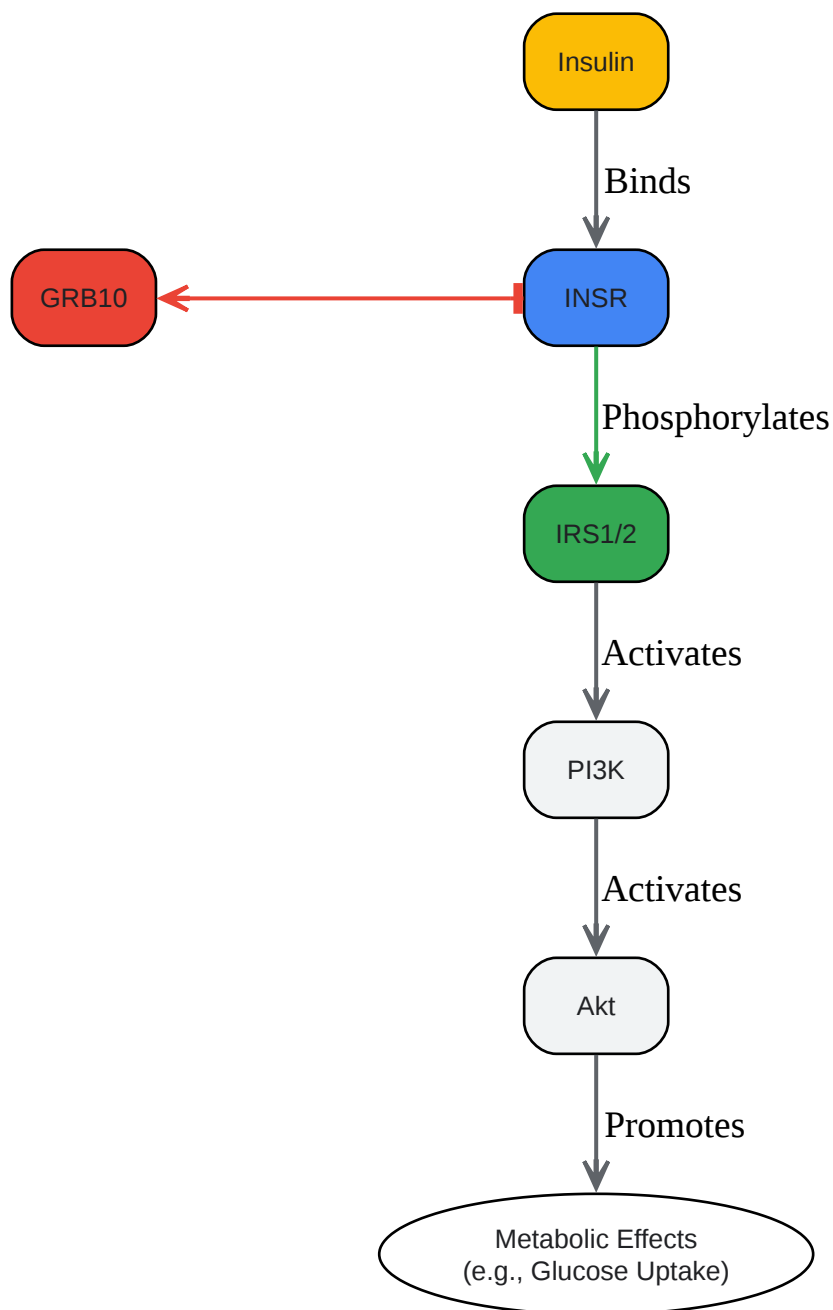 Insulin
Binds
GRB10
INSR
Phosphorylates
IRS1/2
Activates
PI3K
Activates
Akt
Promotes
Metabolic Effects
(e.g., Glucose Uptake)